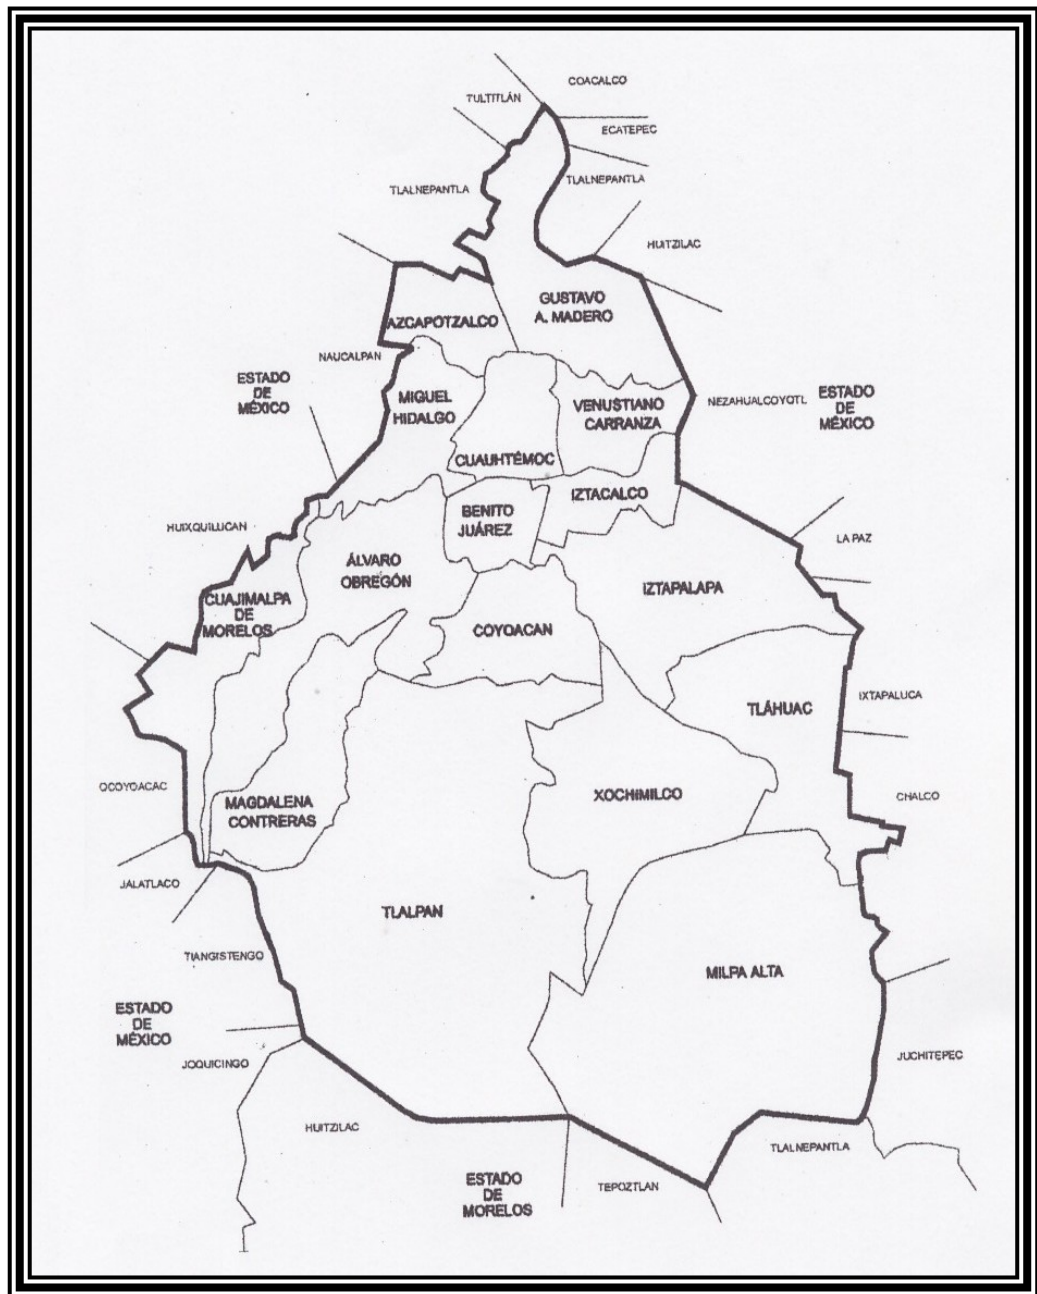 COACALCO
TULTITLÁN
ECATEPEC
TLALNEPANTLA
TLALNEPANTLA
HUITZILAC
GUSTAVO
A. MADERO
AZCAPOTZALCO
NAUCALPAN
ESTADO
DE
MÉXICO
MIGUEL
HIDALGO
VENUSTIANO
CARRANZA
NEZAHUALCOYOTL
ESTADO
DE
MÉXICO
CUAUHTÉMOC
IZTACALCO
BENITO
JUÁREZ
HUIXQUILUCAN
LA PAZ
ÁLVARO
OBREGÓN
IZTAPALAPA
CUAJIMALPA
DE
MORELOS
COYOACAN
TLÁHUAC
IXTAPALUCA
OCOYOACAC
XOCHIMILCO
CHALCO
MAGDALENA
CONTRERAS
JALATLACO
TLALPAN
TIANGISTENGO
MILPA ALTA
ESTADO
DE
MÉXICO
JOQUICINGO
JUCHITEPEC
HUITZILAC
TLALNEPANTLA
ESTADO
DE
MORELOS
TEPOZTLAN